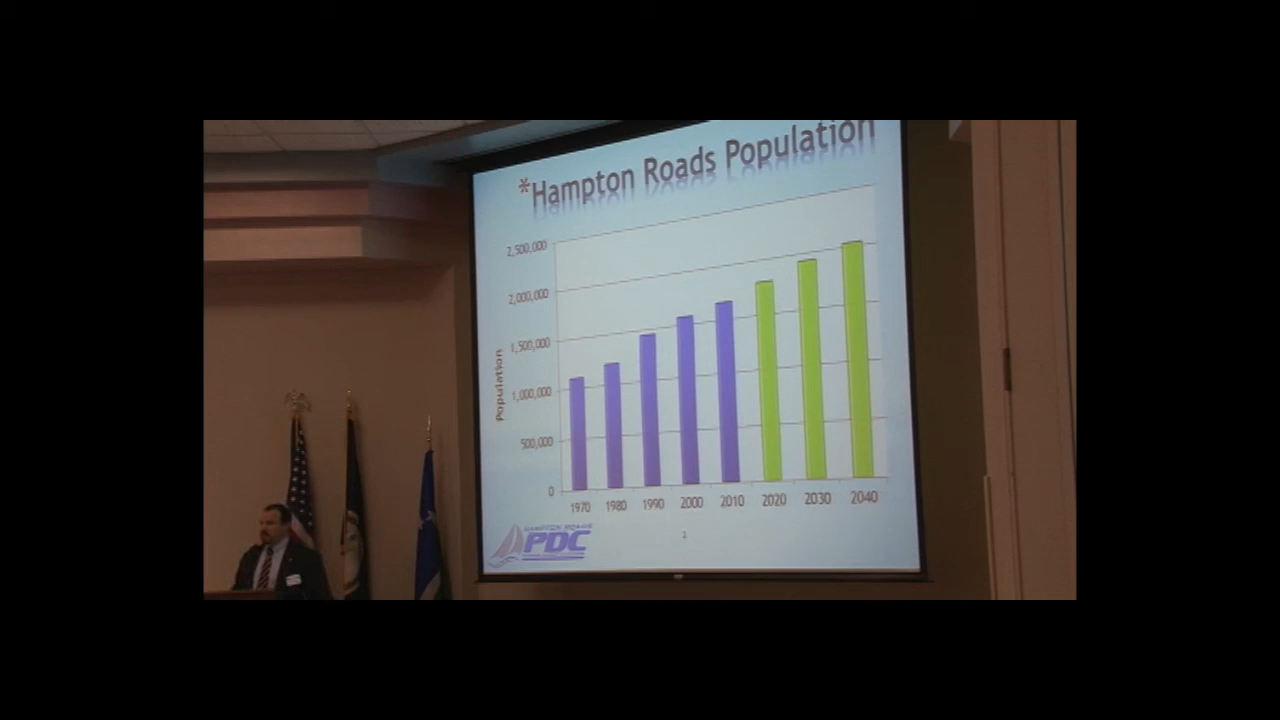 *Hampton Roads Population
2,500,000
2,000,000
1,500,000
1,000,000
500,000
0
Population
1970 1980 1990 2000 2010 2020 2030 2040
HAMPTON ROADS
PDC
2